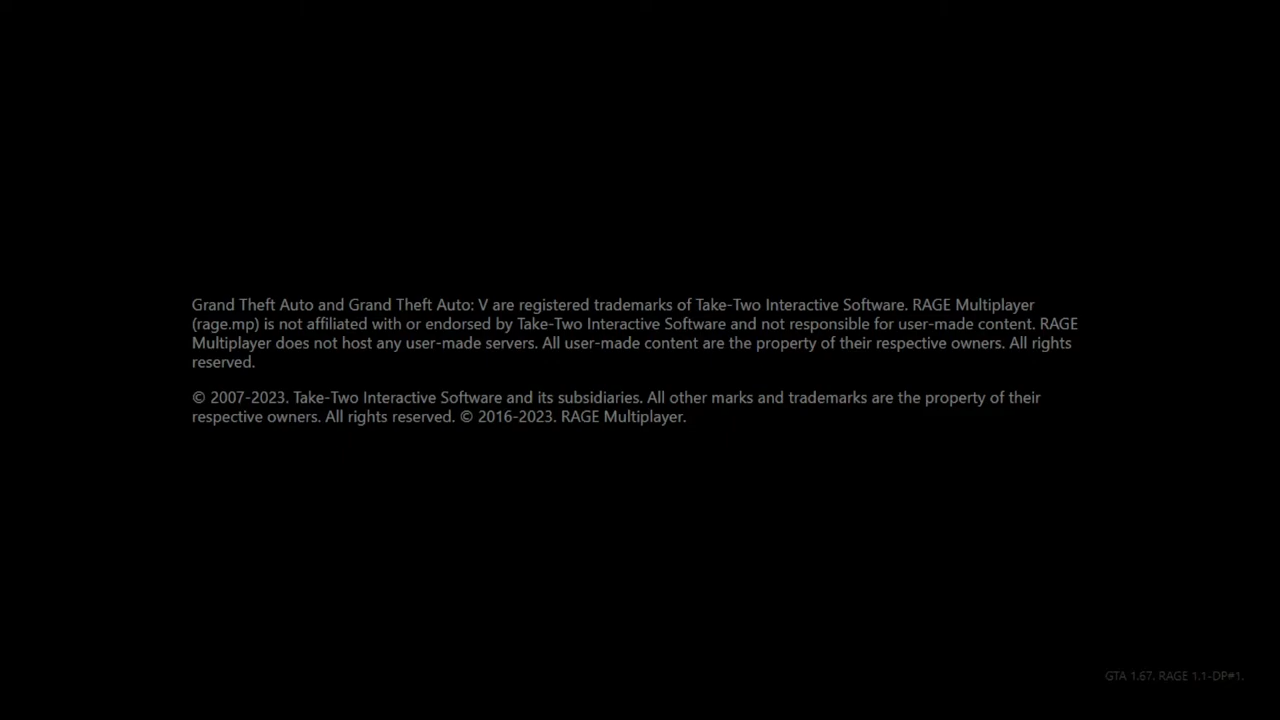 Grand Theft Auto and Grand Theft Auto: V are registered trademarks of Take-Two Interactive Software. RAGE Multiplayer
(rage.mp) is not affiliated with or endorsed by Take-Two Interactive Software and not responsible for user-made content. RAGE
Multiplayer does not host any user-made servers. All user-made content are the property of their respective owners. All rights
reserved.
© 2007-2023. Take-Two Interactive Software and its subsidiaries. All other marks and trademarks are the property of their
respective owners. All rights reserved. © 2016-2023. RAGE Multiplayer.
GTA 1.67. RAGE 1.1-DP#1.